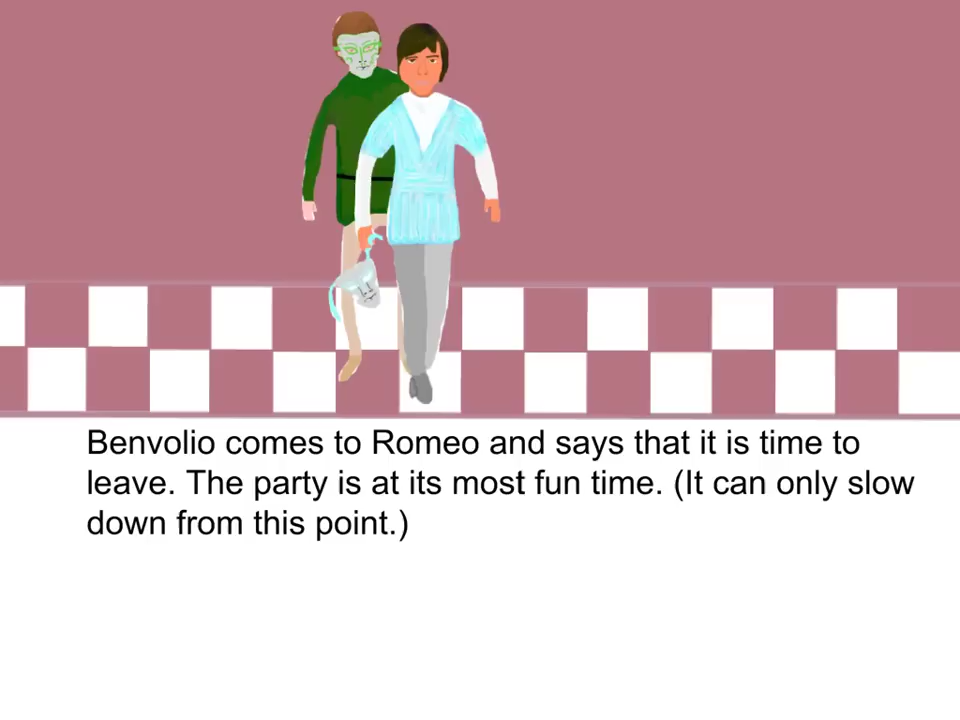 Benvolio comes to Romeo and says that it is time to
leave. The party is at its most fun time. (It can only slow
down from this point.)